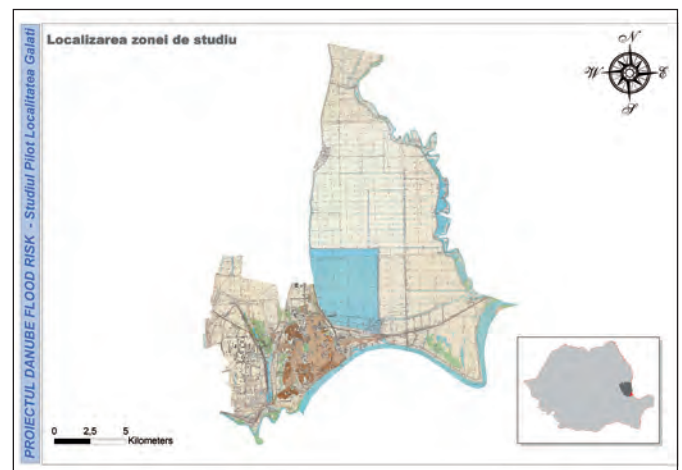 Localizarea zonei de studiu
PROIECTUL DANUBE FLOOD RISK - Studiul Pilot Localitatea Galati
N
W
E
S
0 2,5 5
Kilometers